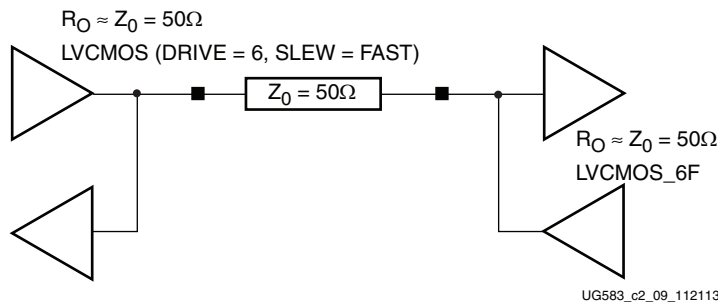 R_O ≈ Z_0 = 50Ω
LVCMOS (DRIVE = 6, SLEW = FAST)
Z_0 = 50Ω
R_O ≈ Z_0 = 50Ω
LVCMOS_6F
UG583_c2_09_112113